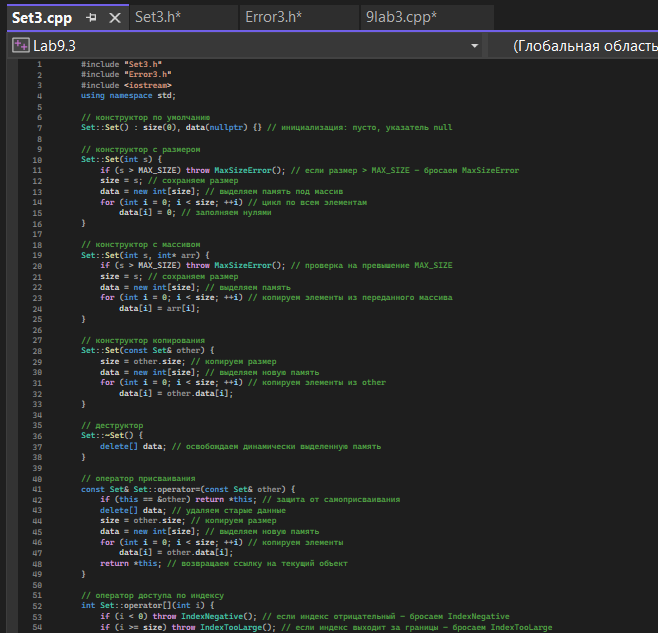 Set3.cpp Set3.h* Error3.h* 9lab3.cpp*
Lab9.3 (Глобальная область
1 #include "Set3.h"
2 #include "Error3.h"
3 #include <iostream>
4 using namespace std;
5
6 // конструктор по умолчанию
7 Set::Set() : size(0), data(nullptr) {} // инициализация: пусто, указатель null
8
9 // конструктор с размером
10 Set::Set(int s) {
11 if (s > MAX_SIZE) throw MaxSizeError(); // если размер > MAX_SIZE — бросаем MaxSizeError
12 size = s; // сохраняем размер
13 data = new int[size]; // выделяем память под массив
14 for (int i = 0; i < size; ++i) // цикл по всем элементам
15 data[i] = 0; // заполняем нулями
16 }
17
18 // конструктор с массивом
19 Set::Set(int s, int* arr) {
20 if (s > MAX_SIZE) throw MaxSizeError(); // проверка на превышение MAX_SIZE
21 size = s; // сохраняем размер
22 data = new int[size]; // выделяем память
23 for (int i = 0; i < size; ++i) // копируем элементы из переданного массива
24 data[i] = arr[i];
25 }
26
27 // конструктор копирования
28 Set::Set(const Set& other) {
29 size = other.size; // копируем размер
30 data = new int[size]; // выделяем новую память
31 for (int i = 0; i < size; ++i) // копируем элементы из other
32 data[i] = other.data[i];
33 }
34
35 // деструктор
36 Set::~Set() {
37 delete[] data; // освобождаем динамически выделенную память
38 }
39
40 // оператор присваивания
41 const Set& Set::operator=(const Set& other) {
42 if (this == &other) return *this; // защита от самоприсваивания
43 delete[] data; // удаляем старые данные
44 size = other.size; // копируем размер
45 data = new int[size]; // выделяем новую память
46 for (int i = 0; i < size; ++i) // копируем элементы
47 data[i] = other.data[i];
48 return *this; // возвращаем ссылку на текущий объект
49 }
50
51 // оператор доступа по индексу
52 int Set::operator[](int i) {
53 if (i < 0) throw IndexNegative(); // если индекс отрицательный — бросаем IndexNegative
54 if (i >= size) throw IndexTooLarge(); // если индекс выходит за границы — бросаем IndexTooLarge